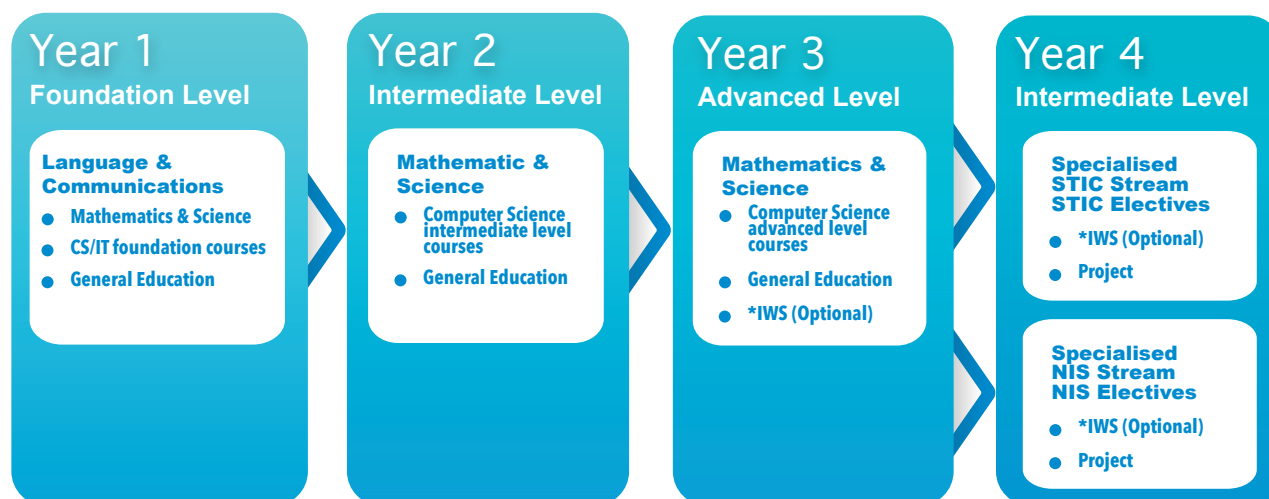 Year 1
Foundation Level
Language &
Communications
Mathematics & Science
CS/IT foundation courses
General Education
Year 2
Intermediate Level
Mathematic &
Science
Computer Science
intermediate level
courses
General Education
Year 3
Advanced Level
Mathematics &
Science
Computer Science
advanced level
courses
General Education
*IWS (Optional)
Year 4
Intermediate Level
Specialised
STIC Stream
STIC Electives
*IWS (Optional)
Project
Specialised
NIS Stream
NIS Electives
*IWS (Optional)
Project